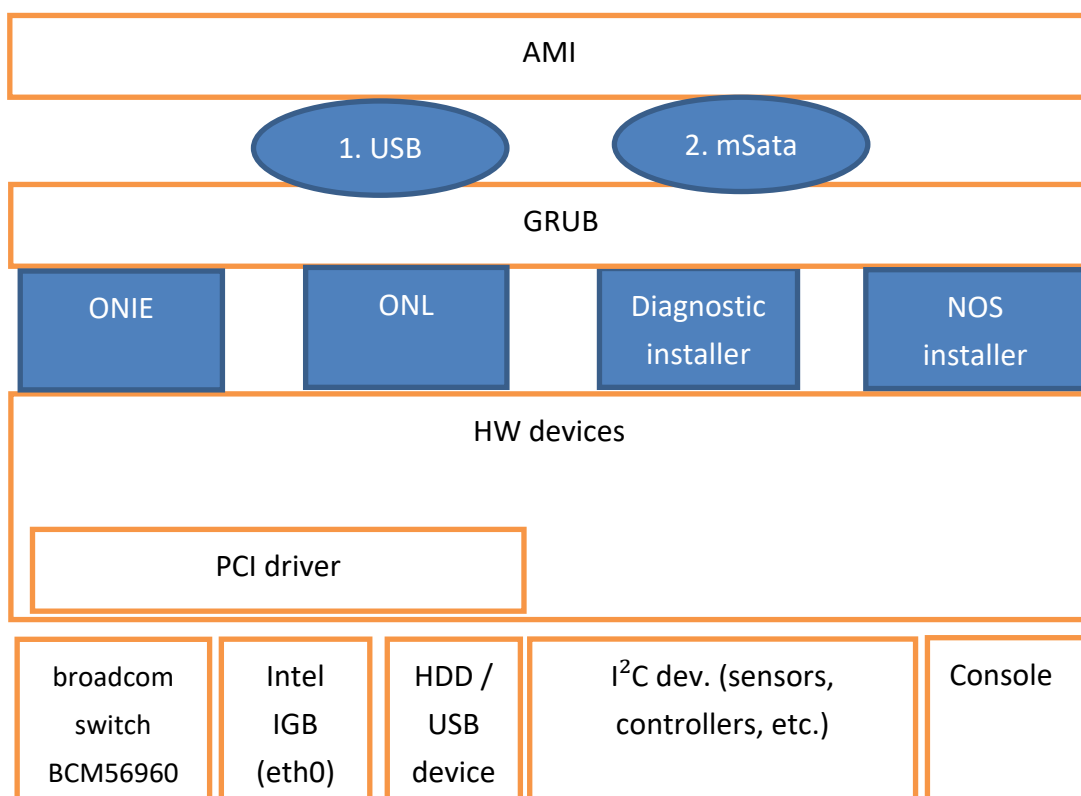 AMI
1. USB
2. mSata
GRUB
ONIE
ONL
Diagnostic
installer
NOS
installer
HW devices
PCI driver
broadcom
switch
BCM56960
Intel
IGB
(eth0)
HDD /
USB
device
I²C dev. (sensors,
controllers, etc.)
Console